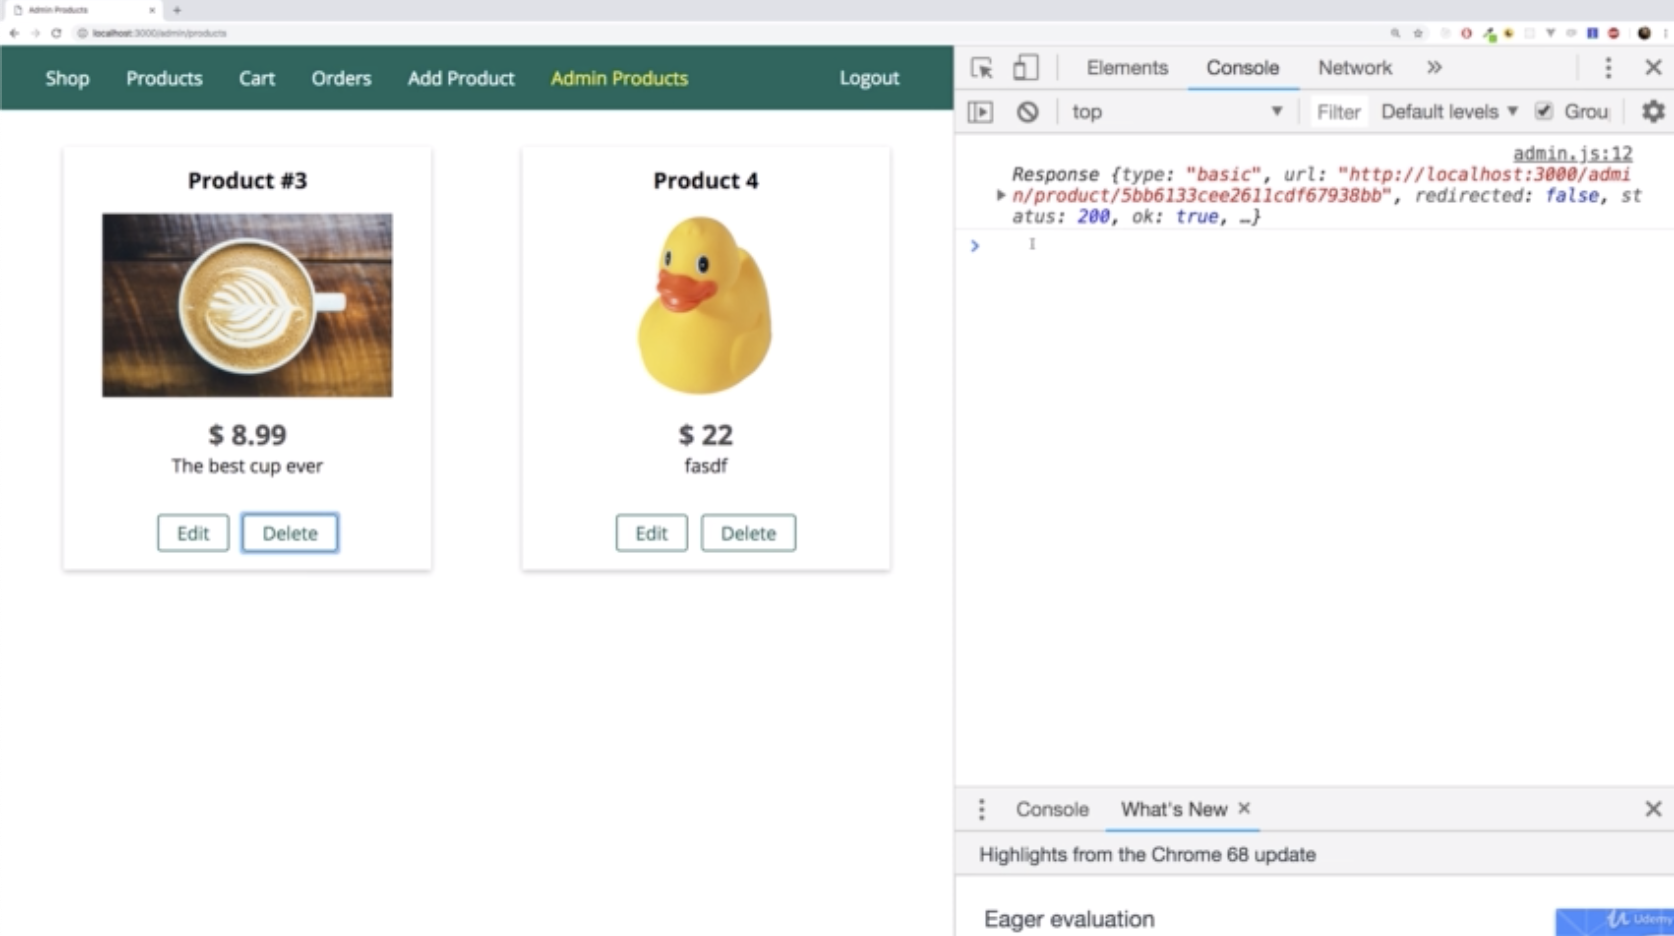 Admin Products
localhost:3000/admin/products
Shop Products Cart Orders Add Product Admin Products Logout
Product #3
$ 8.99
The best cup ever
Edit Delete
Product 4
$ 22
fasdf
Edit Delete
Elements Console Network
top Filter Default levels Grou
admin.js:12
Response {type: "basic", url: "http://localhost:3000/admi
n/product/5bb6133cee2611cdf67938bb", redirected: false, st
atus: 200, ok: true, …}
Console What's New
Highlights from the Chrome 68 update
Eager evaluation
Udemy